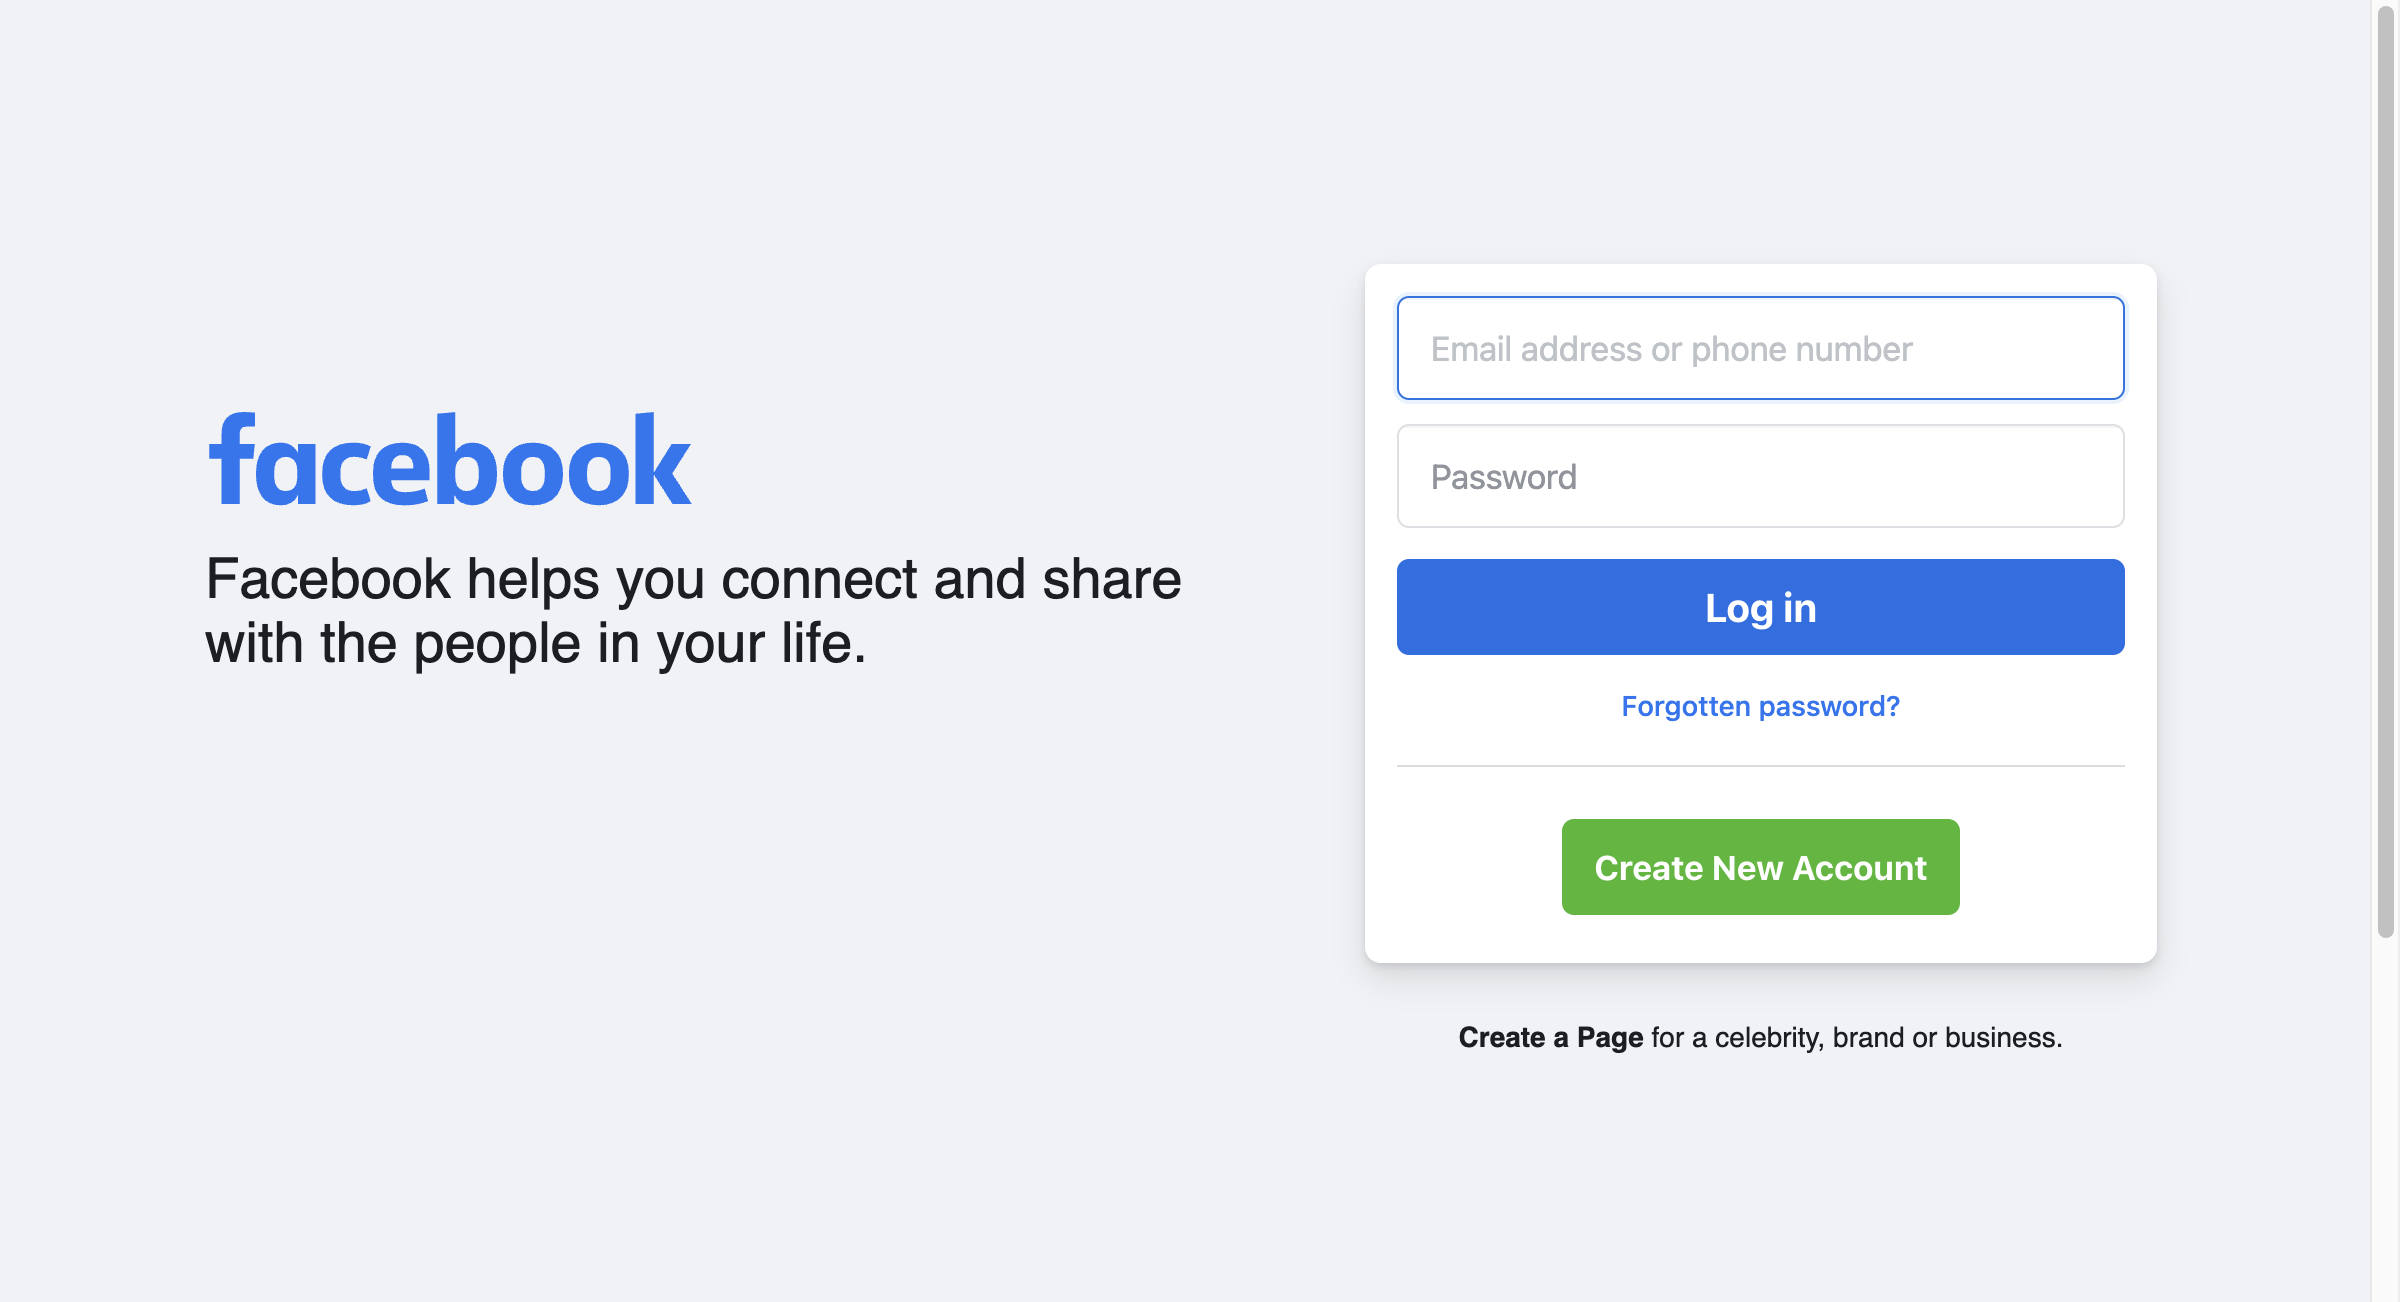 facebook
Facebook helps you connect and share
with the people in your life.
Email address or phone number
Password
Log in
Forgotten password?
Create New Account
Create a Page for a celebrity, brand or business.